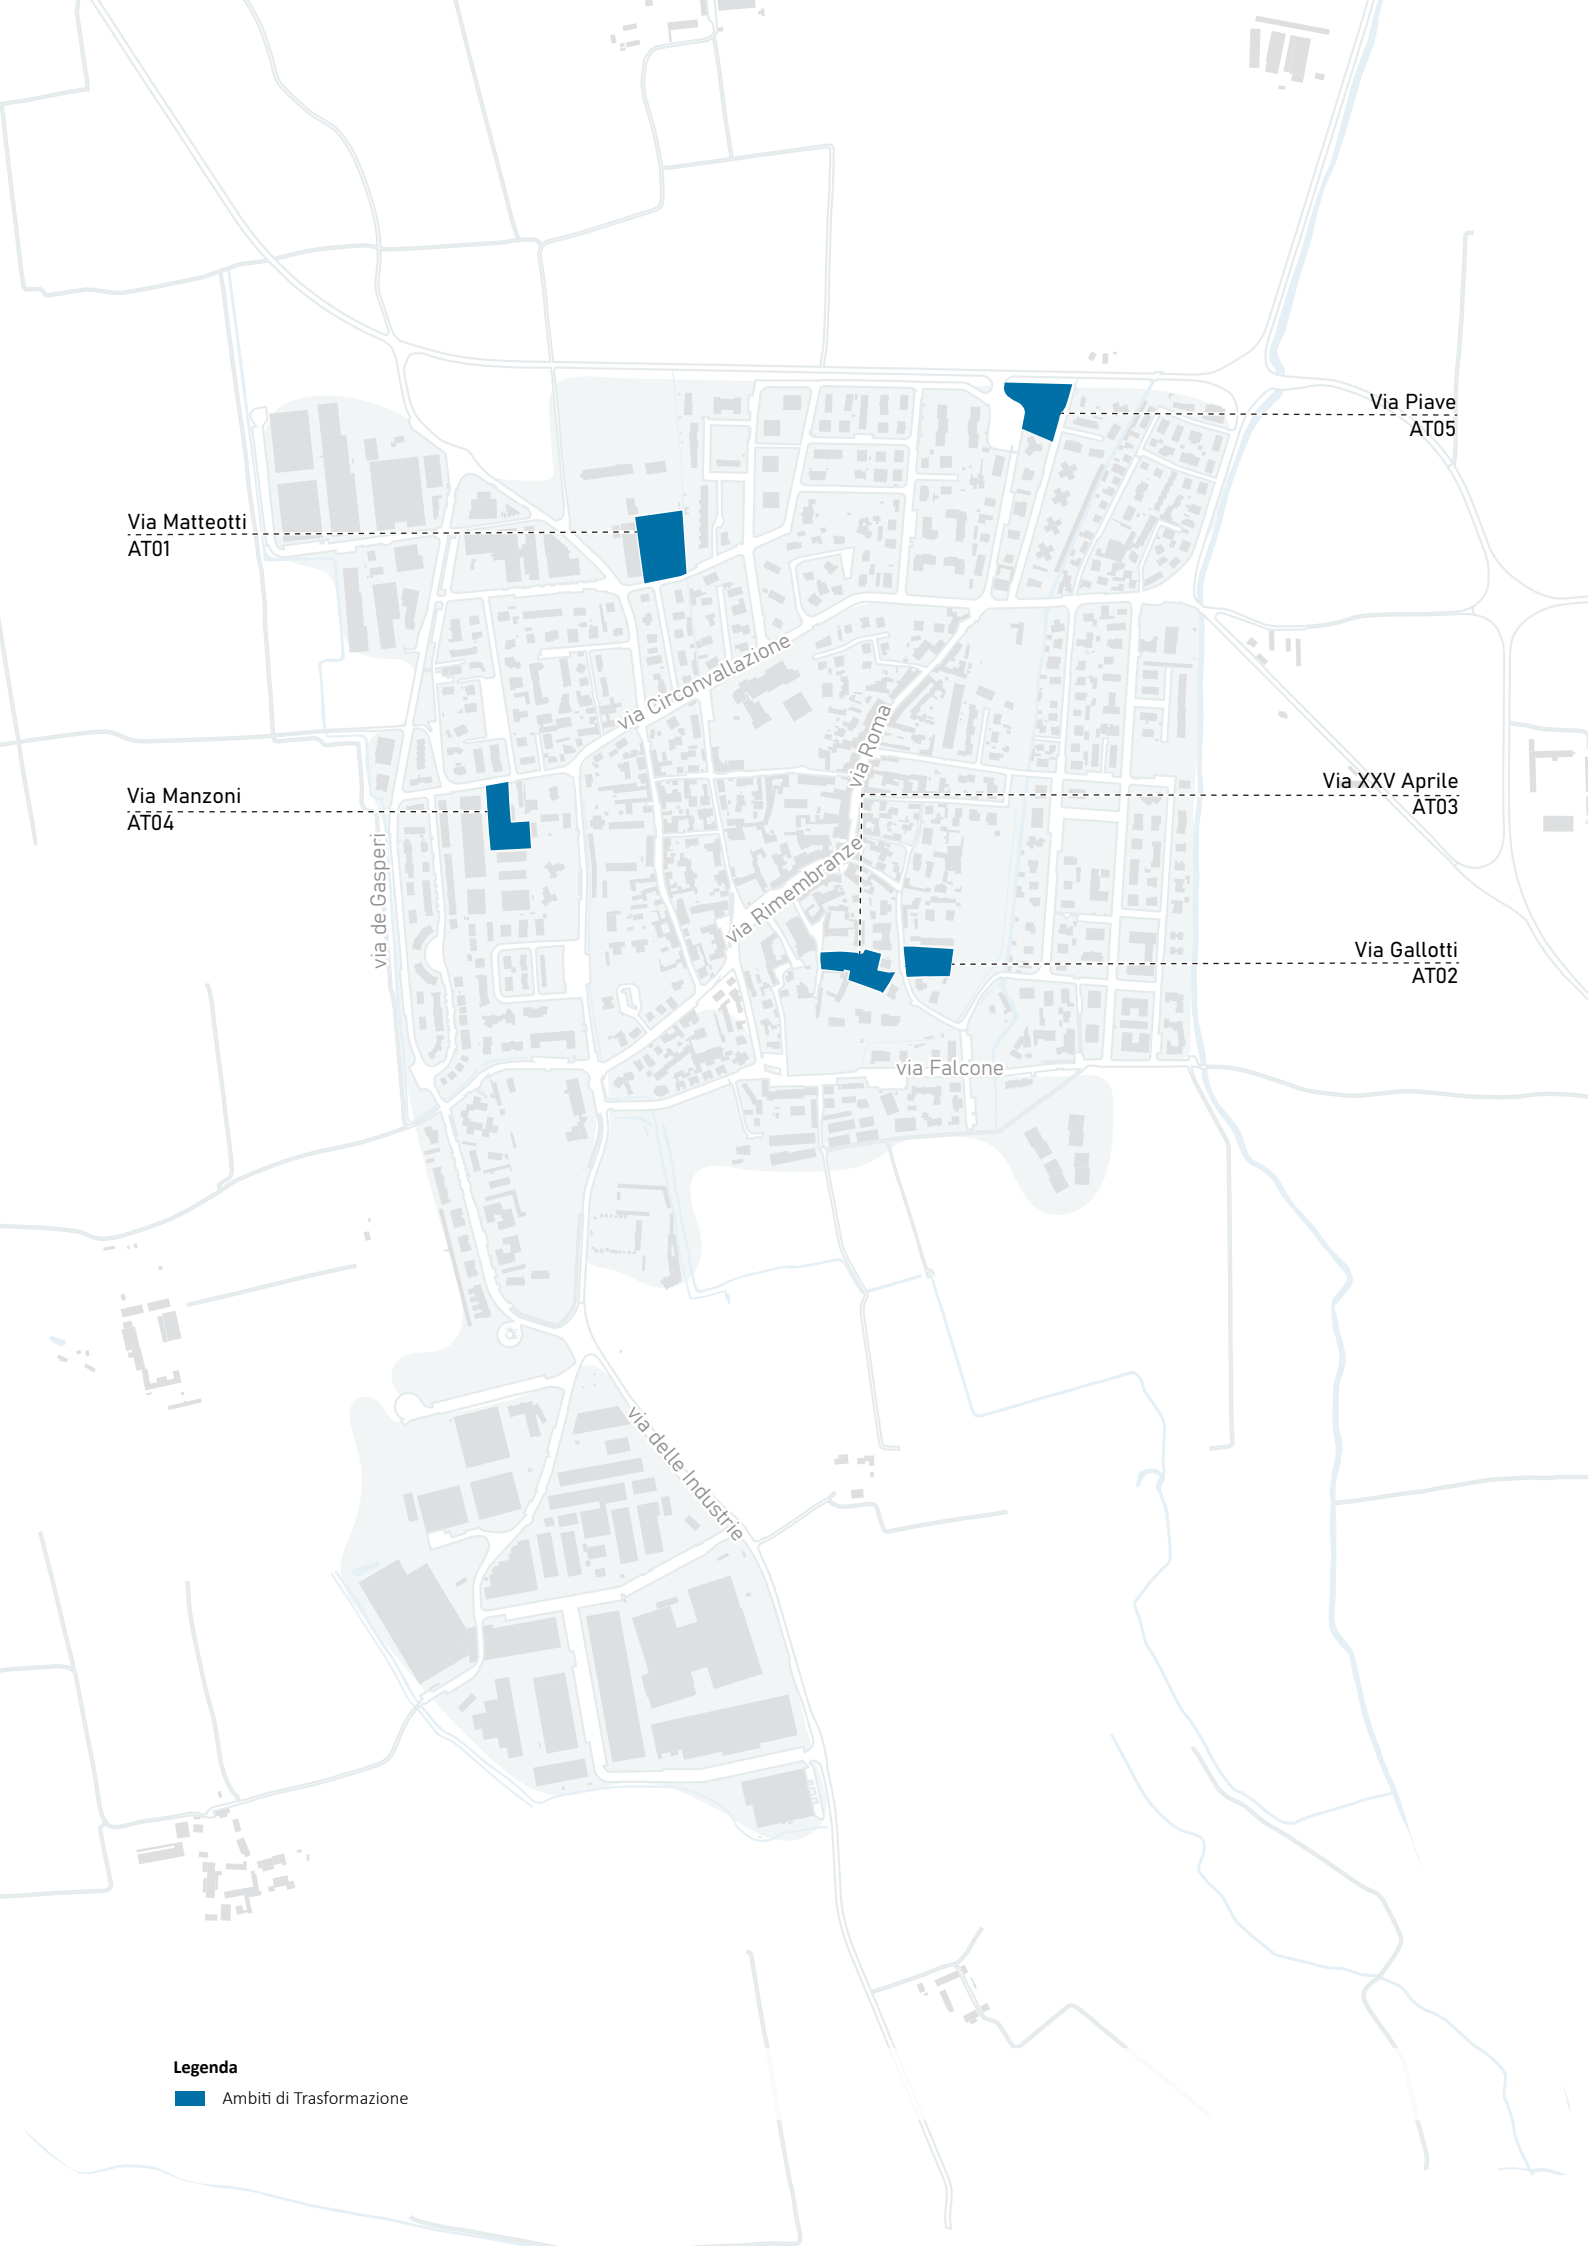 Via Piave
AT05
Via Matteotti
AT01
via Circonvallazione
via Roma
Via XXV Aprile
AT03
Via Manzoni
AT04
via de Gasperi
via Rimembranze
Via Gallotti
AT02
via Falcone
via delle Industrie
Legenda
Ambiti di Trasformazione